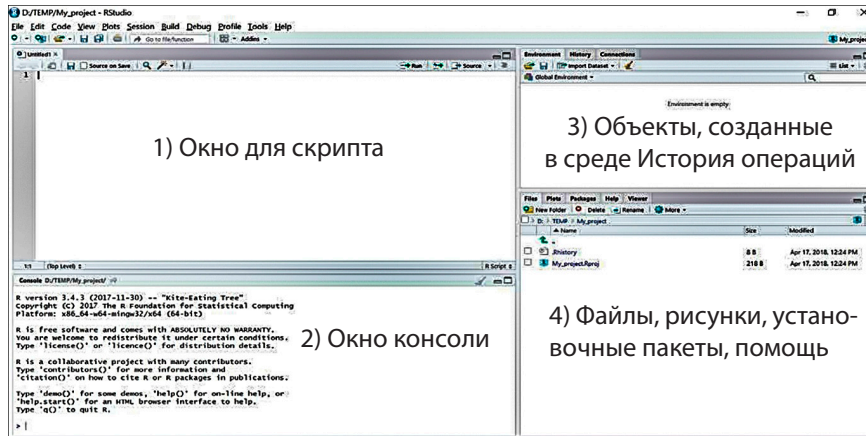 D:/TEMP/My_project - RStudio
File Edit Code View Plots Session Build Debug Profile Tools Help
Go to file/function Addins
My_project
Untitled1
Source on Save Run Source
1
1) Окно для скрипта
1:1 (Top Level) R Script
Console D:/TEMP/My_project/
R version 3.4.3 (2017-11-30) -- "Kite-Eating Tree"
Copyright (C) 2017 The R Foundation for Statistical Computing
Platform: x86_64-w64-mingw32/x64 (64-bit)
R is free software and comes with ABSOLUTELY NO WARRANTY.
You are welcome to redistribute it under certain conditions.
Type 'license()' or 'licence()' for distribution details.
R is a collaborative project with many contributors.
Type 'contributors()' for more information and
'citation()' on how to cite R or R packages in publications.
Type 'demo()' for some demos, 'help()' for on-line help, or
'help.start()' for an HTML browser interface to help.
Type 'q()' to quit R.
>
2) Окно консоли
Environment History Connections
Import Dataset List
Global Environment
Environment is empty
3) Объекты, созданные
в среде История операций
Files Plots Packages Help Viewer
New Folder Delete Rename More
D: TEMP My_project
Name Size Modified
..
.Rhistory 8 B Apr 17, 2018, 12:24 PM
My_project.Rproj 218 B Apr 17, 2018, 12:24 PM
4) Файлы, рисунки, устано-
вочные пакеты, помощь